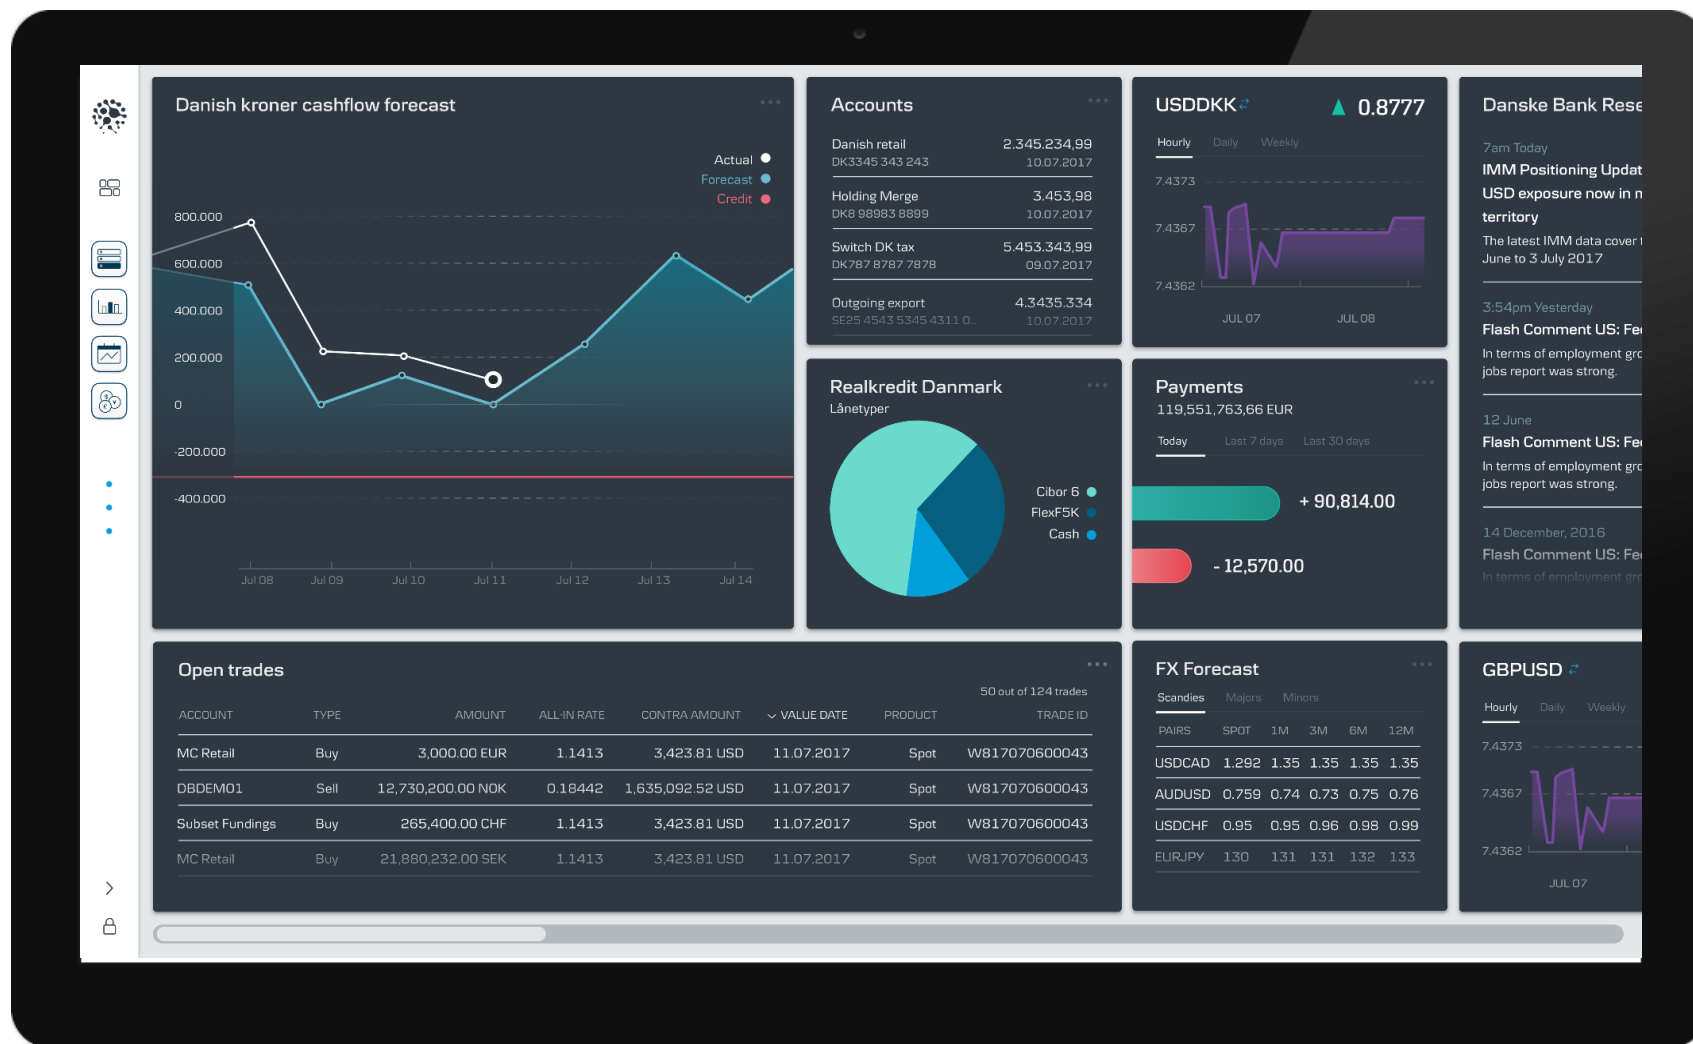 Danish kroner cashflow forecast
Actual
Forecast
Credit
800.000
600.000
400.000
200.000
0
-200.000
-400.000
Jul 08 Jul 09 Jul 10 Jul 11 Jul 12 Jul 13 Jul 14
Accounts
Danish retail 2.345.234,99
DK3345 343 243 10.07.2017
Holding Merge 3.453,98
DK8 98983 8899 10.07.2017
Switch DK tax 5.453.343,99
DK787 8787 7878 09.07.2017
Outgoing export 4.3435.334
SE25 4543 5345 4311 0... 10.07.2017
USDDKK 0.8777
Hourly Daily Weekly
7.4373
7.4367
7.4362
JUL 07 JUL 08
Danske Bank Rese
7am Today
IMM Positioning Updat
USD exposure now in n
territory
The latest IMM data cover t
June to 3 July 2017
3:54pm Yesterday
Flash Comment US: Fe
In terms of employment gro
jobs report was strong.
12 June
Flash Comment US: Fe
In terms of employment gro
jobs report was strong.
14 December, 2016
Flash Comment US: Fe
In terms of employment gro
Realkredit Danmark
Lånetyper
Cibor 6
FlexF5K
Cash
Payments
119,551,763,66 EUR
Today Last 7 days Last 30 days
+ 90,814.00
- 12,570.00
Open trades
50 out of 124 trades
ACCOUNT TYPE AMOUNT ALL-IN RATE CONTRA AMOUNT VALUE DATE PRODUCT TRADE ID
MC Retail Buy 3,000.00 EUR 1.1413 3,423.81 USD 11.07.2017 Spot W817070600043
DBDEMO1 Sell 12,730,200.00 NOK 0.18442 1,635,092.52 USD 11.07.2017 Spot W817070600043
Subset Fundings Buy 265,400.00 CHF 1.1413 3,423.81 USD 11.07.2017 Spot W817070600043
MC Retail Buy 21,880,232.00 SEK 1.1413 3,423.81 USD 11.07.2017 Spot W817070600043
FX Forecast
Scandies Majors Minors
PAIRS SPOT 1M 3M 6M 12M
USDCAD 1.292 1.35 1.35 1.35 1.35
AUDUSD 0.759 0.74 0.73 0.75 0.76
USDCHF 0.95 0.95 0.96 0.98 0.99
EURJPY 130 131 131 132 133
GBPUSD
Hourly Daily Weekly
7.4373
7.4367
7.4362
JUL 07